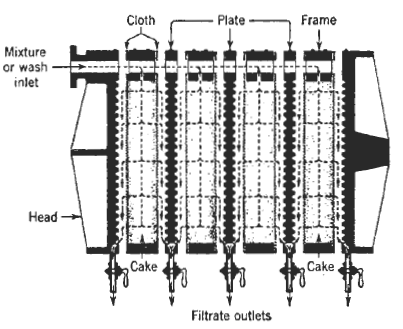 Cloth
Plate
Frame
Mixture
or wash
inlet
Head
Cake
Cake
Filtrate outlets